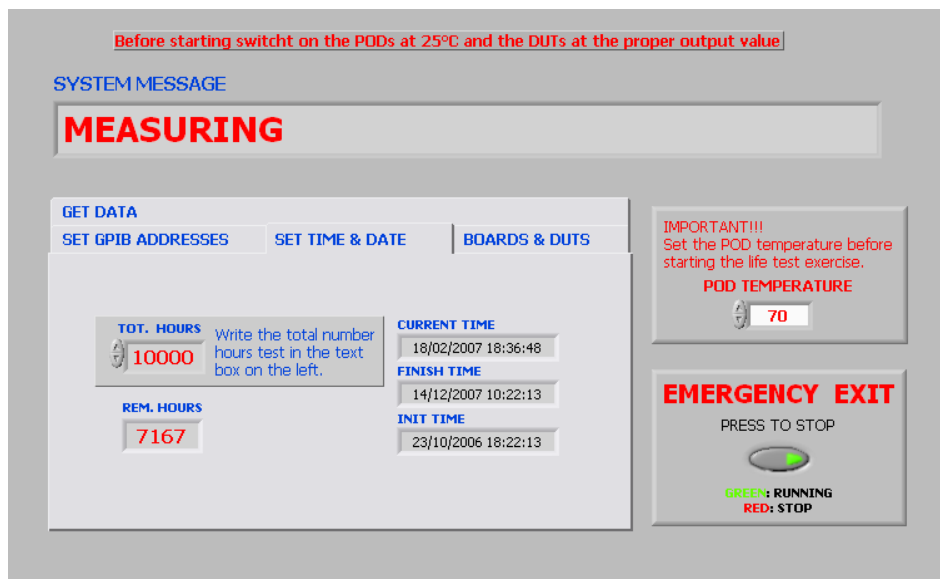 Before starting switcht on the PODs at 25°C and the DUTs at the proper output value
SYSTEM MESSAGE
MEASURING
GET DATA
SET GPIB ADDRESSES
SET TIME & DATE
BOARDS & DUTS
TOT. HOURS
10000
Write the total number
hours test in the text
box on the left.
REM. HOURS
7167
CURRENT TIME
18/02/2007 18:36:48
FINISH TIME
14/12/2007 10:22:13
INIT TIME
23/10/2006 18:22:13
IMPORTANT!!!
Set the POD temperature before
starting the life test exercise.
POD TEMPERATURE
70
EMERGENCY EXIT
PRESS TO STOP
GREEN: RUNNING
RED: STOP